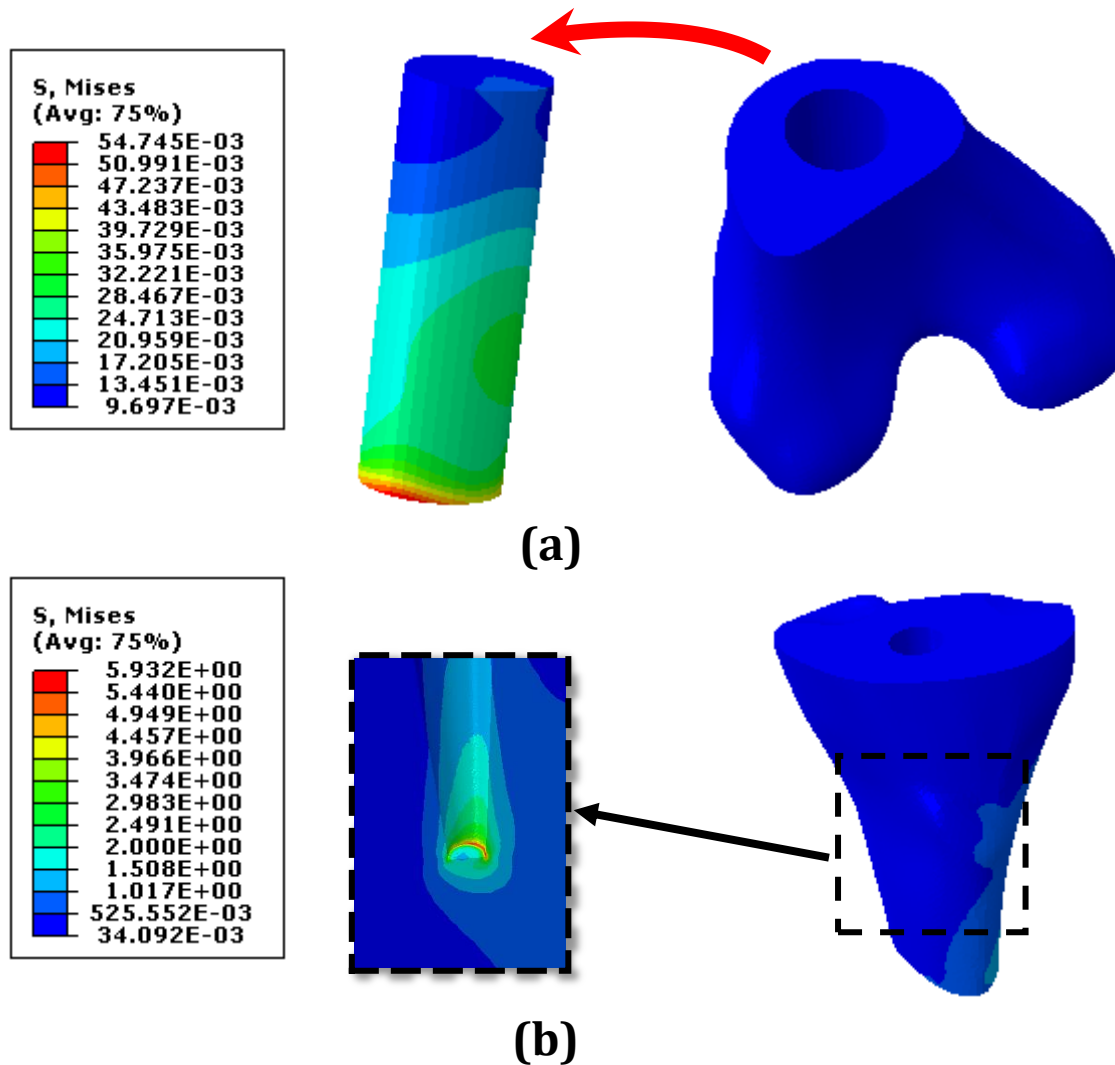 S, Mises
(Avg: 75%)
54.745E-03
50.991E-03
47.237E-03
43.483E-03
39.729E-03
35.975E-03
32.221E-03
28.467E-03
24.713E-03
20.959E-03
17.205E-03
13.451E-03
9.697E-03
(a)
S, Mises
(Avg: 75%)
5.932E+00
5.440E+00
4.949E+00
4.457E+00
3.966E+00
3.474E+00
2.983E+00
2.491E+00
2.000E+00
1.508E+00
1.017E+00
525.552E-03
34.092E-03
(b)